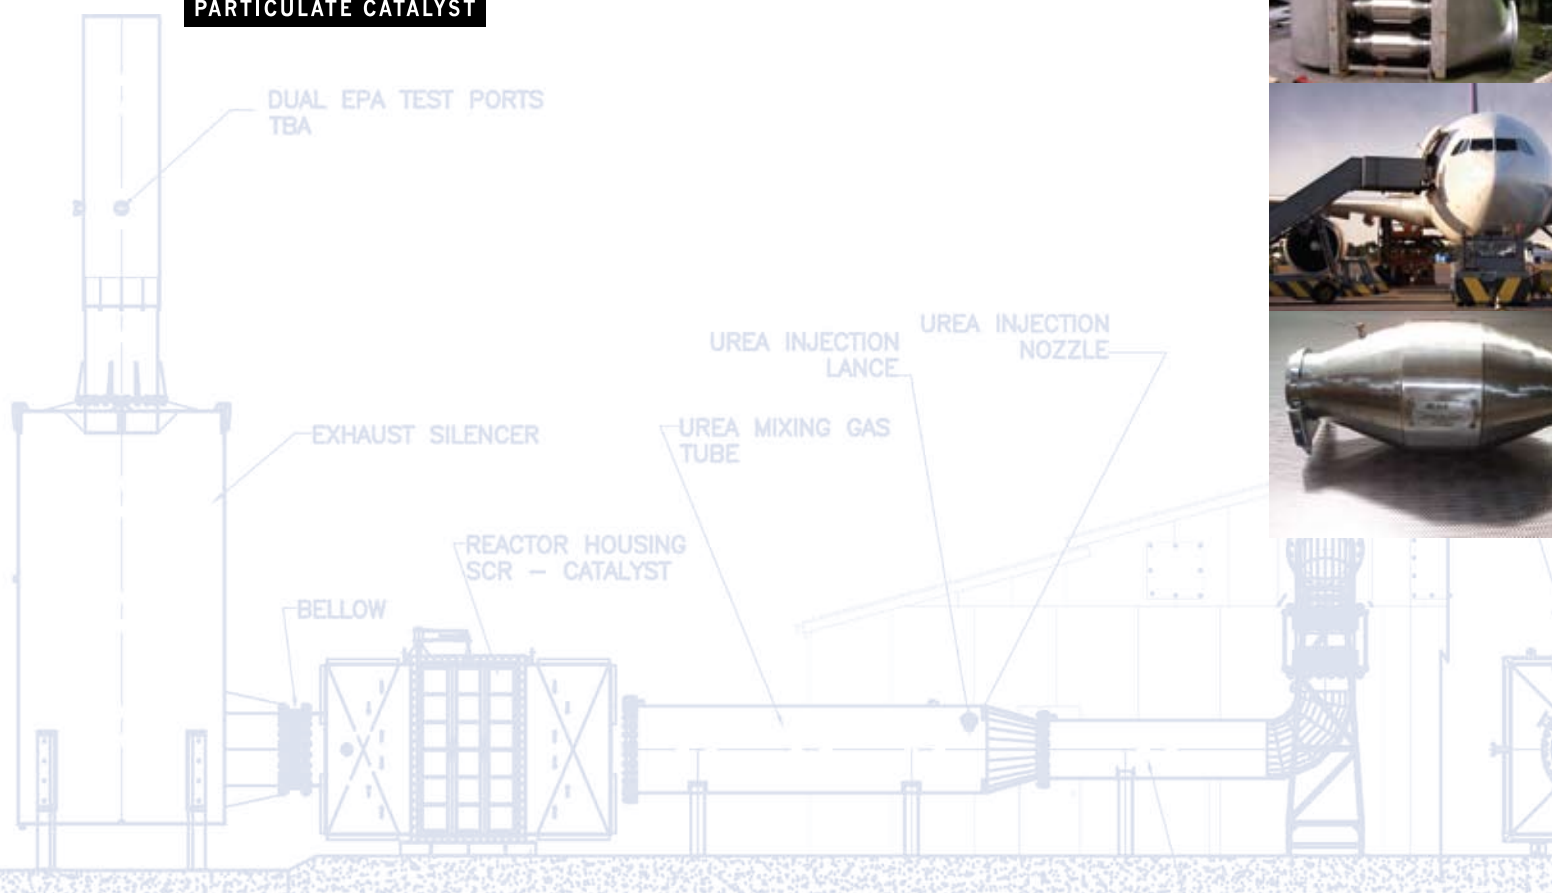 PARTICULATE CATALYST
DUAL EPA TEST PORTS
TBA
UREA INJECTION
LANCE
UREA INJECTION
NOZZLE
EXHAUST SILENCER
UREA MIXING GAS
TUBE
REACTOR HOUSING
SCR – CATALYST
BELLOW